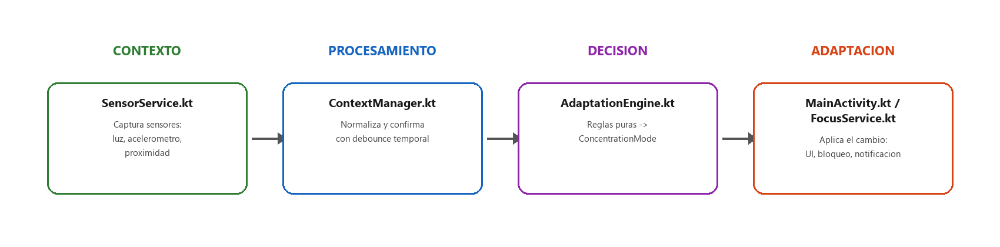 CONTEXTO
PROCESAMIENTO
DECISION
ADAPTACION
SensorService.kt
Captura sensores:
luz, acelerometro,
proximidad
ContextManager.kt
Normaliza y confirma
con debounce temporal
AdaptationEngine.kt
Reglas puras ->
ConcentrationMode
MainActivity.kt /
FocusService.kt
Aplica el cambio:
UI, bloqueo, notificacion